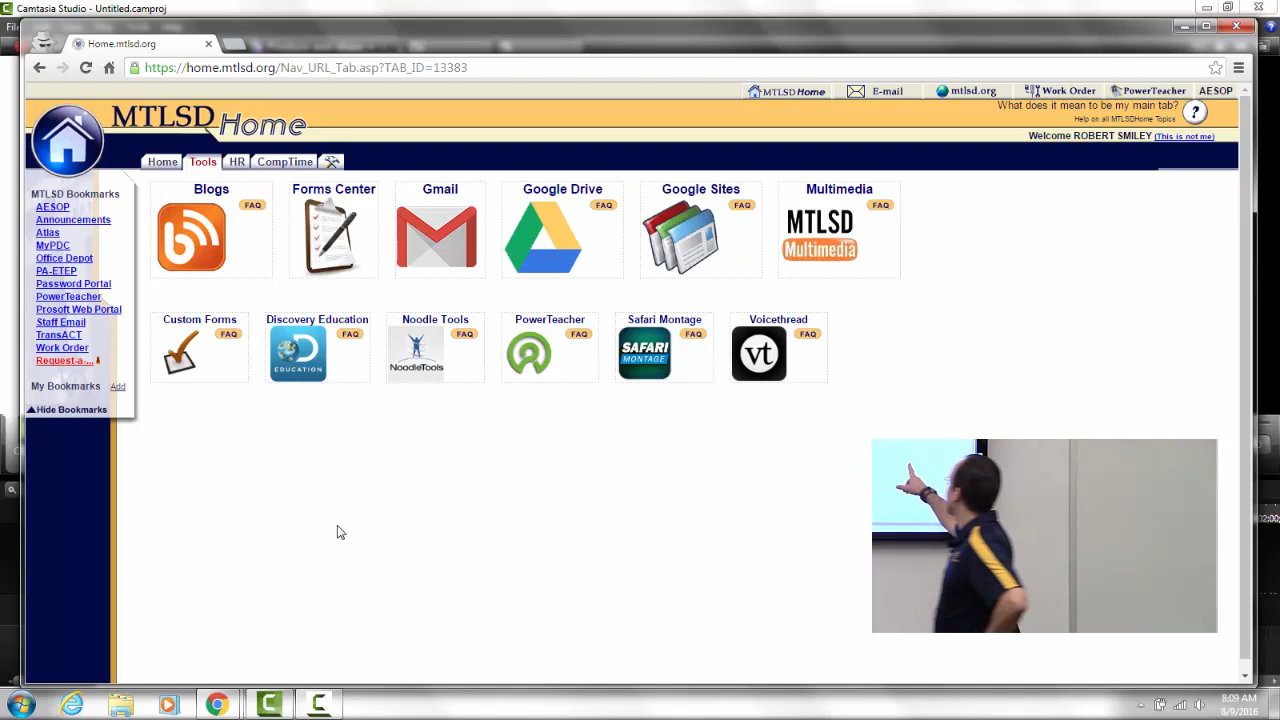 Camtasia Studio - Untitled.camproj
Home.mtlsd.org
https://home.mtlsd.org/Nav_URL_Tab.asp?TAB_ID=13383
MTLSD Home E-mail mtlsd.org Work Order PowerTeacher AESOP
MTLSD Home
What does it mean to be my main tab? ?
Help on all MTLSDHome Topics
Welcome ROBERT SMILEY (This is not me)
Home Tools HR CompTime
MTLSD Bookmarks
AESOP
Announcements
Atlas
MyPDC
Office Depot
PA-ETEP
Password Portal
PowerTeacher
Prosoft Web Portal
Staff Email
TransACT
Work Order
Request-a-...
My Bookmarks Add
Hide Bookmarks
Blogs Forms Center Gmail Google Drive Google Sites Multimedia
FAQ FAQ FAQ FAQ
MTLSD
Multimedia
Custom Forms Discovery Education Noodle Tools PowerTeacher Safari Montage Voicethread
FAQ FAQ FAQ FAQ FAQ FAQ
D
EDUCATION
NoodleTools
SAFARI
MONTAGE
vt
8:09 AM
8/9/2016